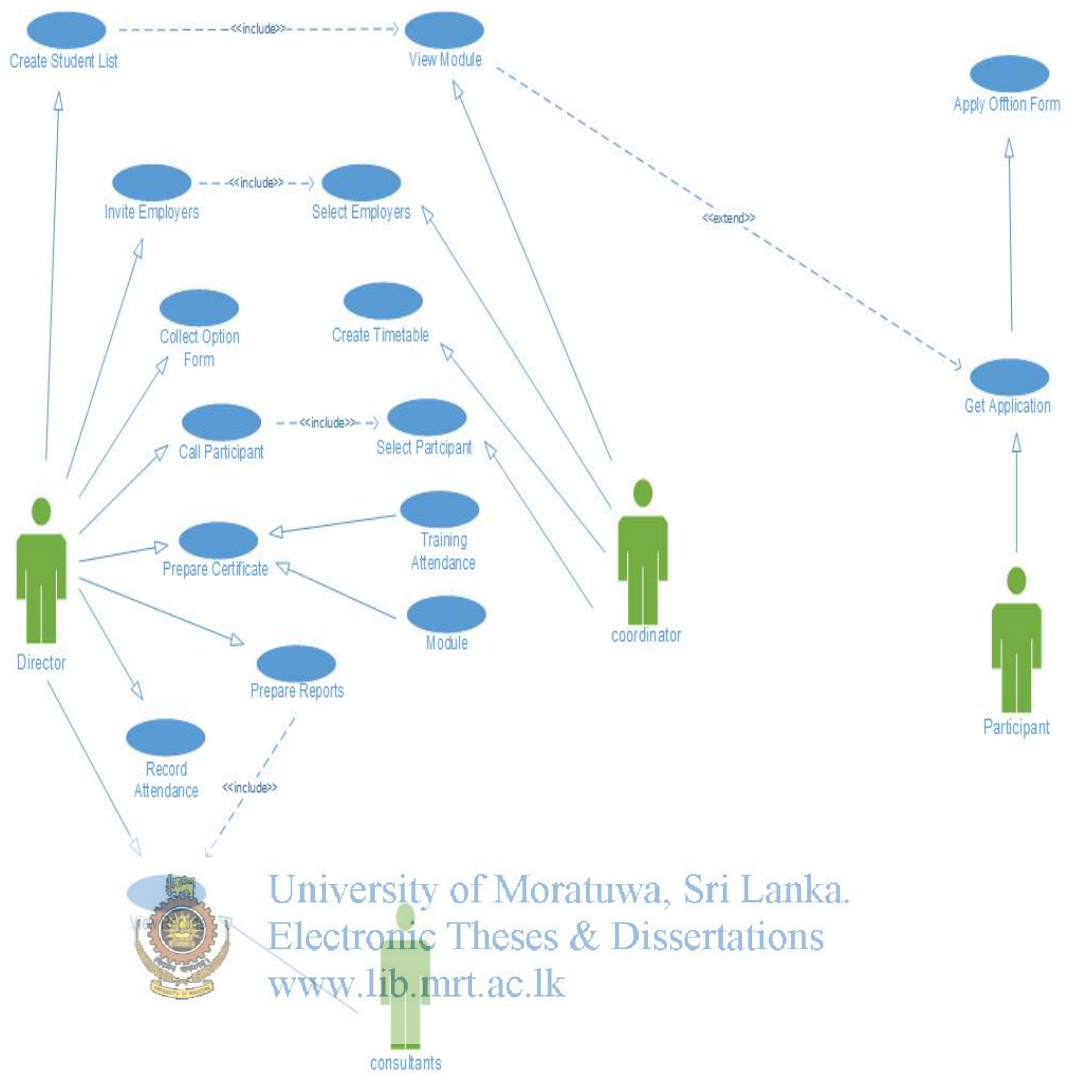 <<include>>
Create Student List
View Module
Apply Offtion Form
<<include>>
Invite Employers
Select Employers
<<extend>>
Collect Option
Form
Create Timetable
Get Application
<<include>>
Call Participant
Select Partcipant
Training
Attendance
Prepare Certificate
Module
coordinator
Director
Prepare Reports
Participant
Record
Attendance
<<include>>
University of Moratuwa, Sri Lanka.
Electronic Theses & Dissertations
www.lib.mrt.ac.lk
consultants